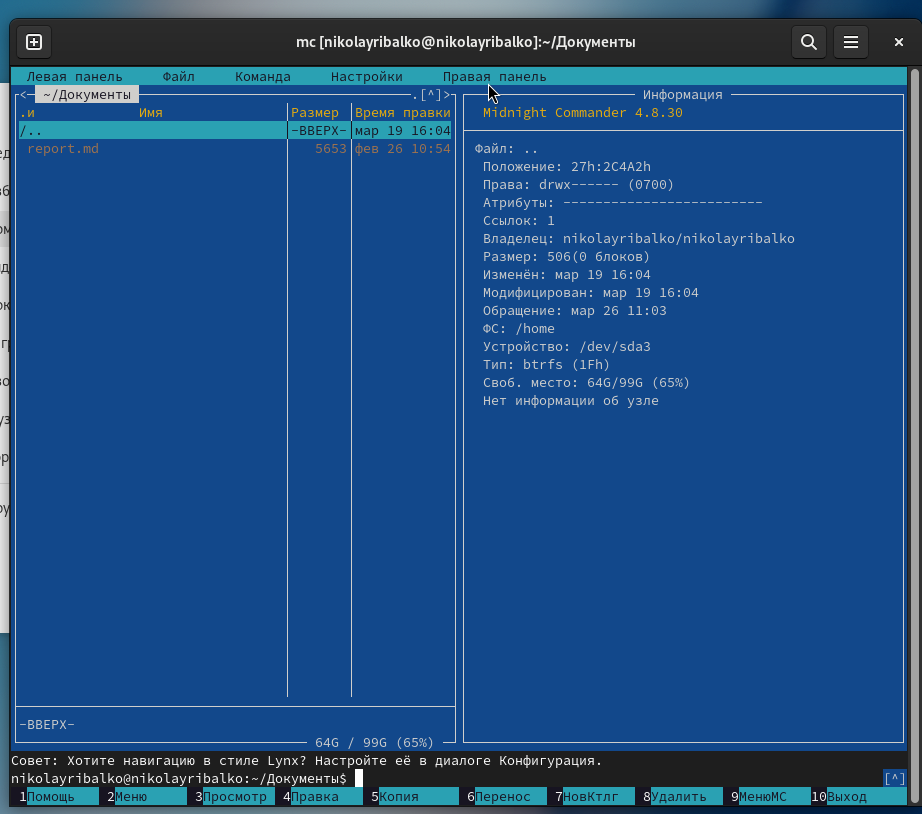 mc [nikolayribalko@nikolayribalko]:~/Документы
Левая панель Файл Команда Настройки Правая панель
<─ ~/Документы .[^]>
.и Имя Размер Время правки
/.. -ВВЕРХ- мар 19 16:04
report.md 5653 фев 26 10:54
-ВВЕРХ-
64G / 99G (65%)
Информация
Midnight Commander 4.8.30
Файл: ..
Положение: 27h:2C4A2h
Права: drwx------ (0700)
Атрибуты: -------------------------
Ссылок: 1
Владелец: nikolayribalko/nikolayribalko
Размер: 506(0 блоков)
Изменён: мар 19 16:04
Модифицирован: мар 19 16:04
Обращение: мар 26 11:03
ФС: /home
Устройство: /dev/sda3
Тип: btrfs (1Fh)
Своб. место: 64G/99G (65%)
Нет информации об узле
Совет: Хотите навигацию в стиле Lynx? Настройте её в диалоге Конфигурация.
nikolayribalko@nikolayribalko:~/Документы$ [^]
1Помощь 2Меню 3Просмотр 4Правка 5Копия 6Перенос 7НовКтлг 8Удалить 9МенюМС 10Выход